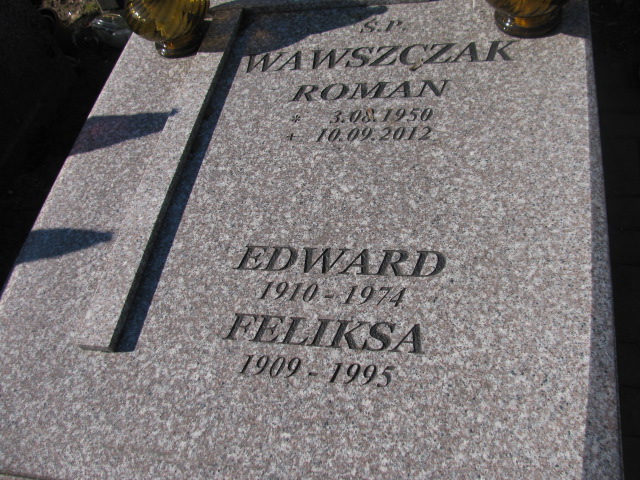 Ś.P.
WAWSZCZAK
ROMAN
* 3.08.1950
+ 10.09.2012
EDWARD
1910 - 1974
FELIKSA
1909 - 1995